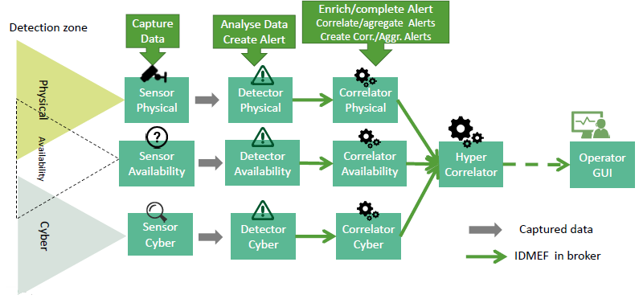 Detection zone
Capture
Data
Analyse Data
Create Alert
Enrich/complete Alert
Correlate/agregate Alerts
Create Corr./Aggr. Alerts
Physical
Availability
Cyber
Sensor
Physical
Detector
Physical
Correlator
Physical
Sensor
Availability
Detector
Availability
Correlator
Availability
Hyper
Correlator
Operator
GUI
Sensor
Cyber
Detector
Cyber
Correlator
Cyber
Captured data
IDMEF in broker